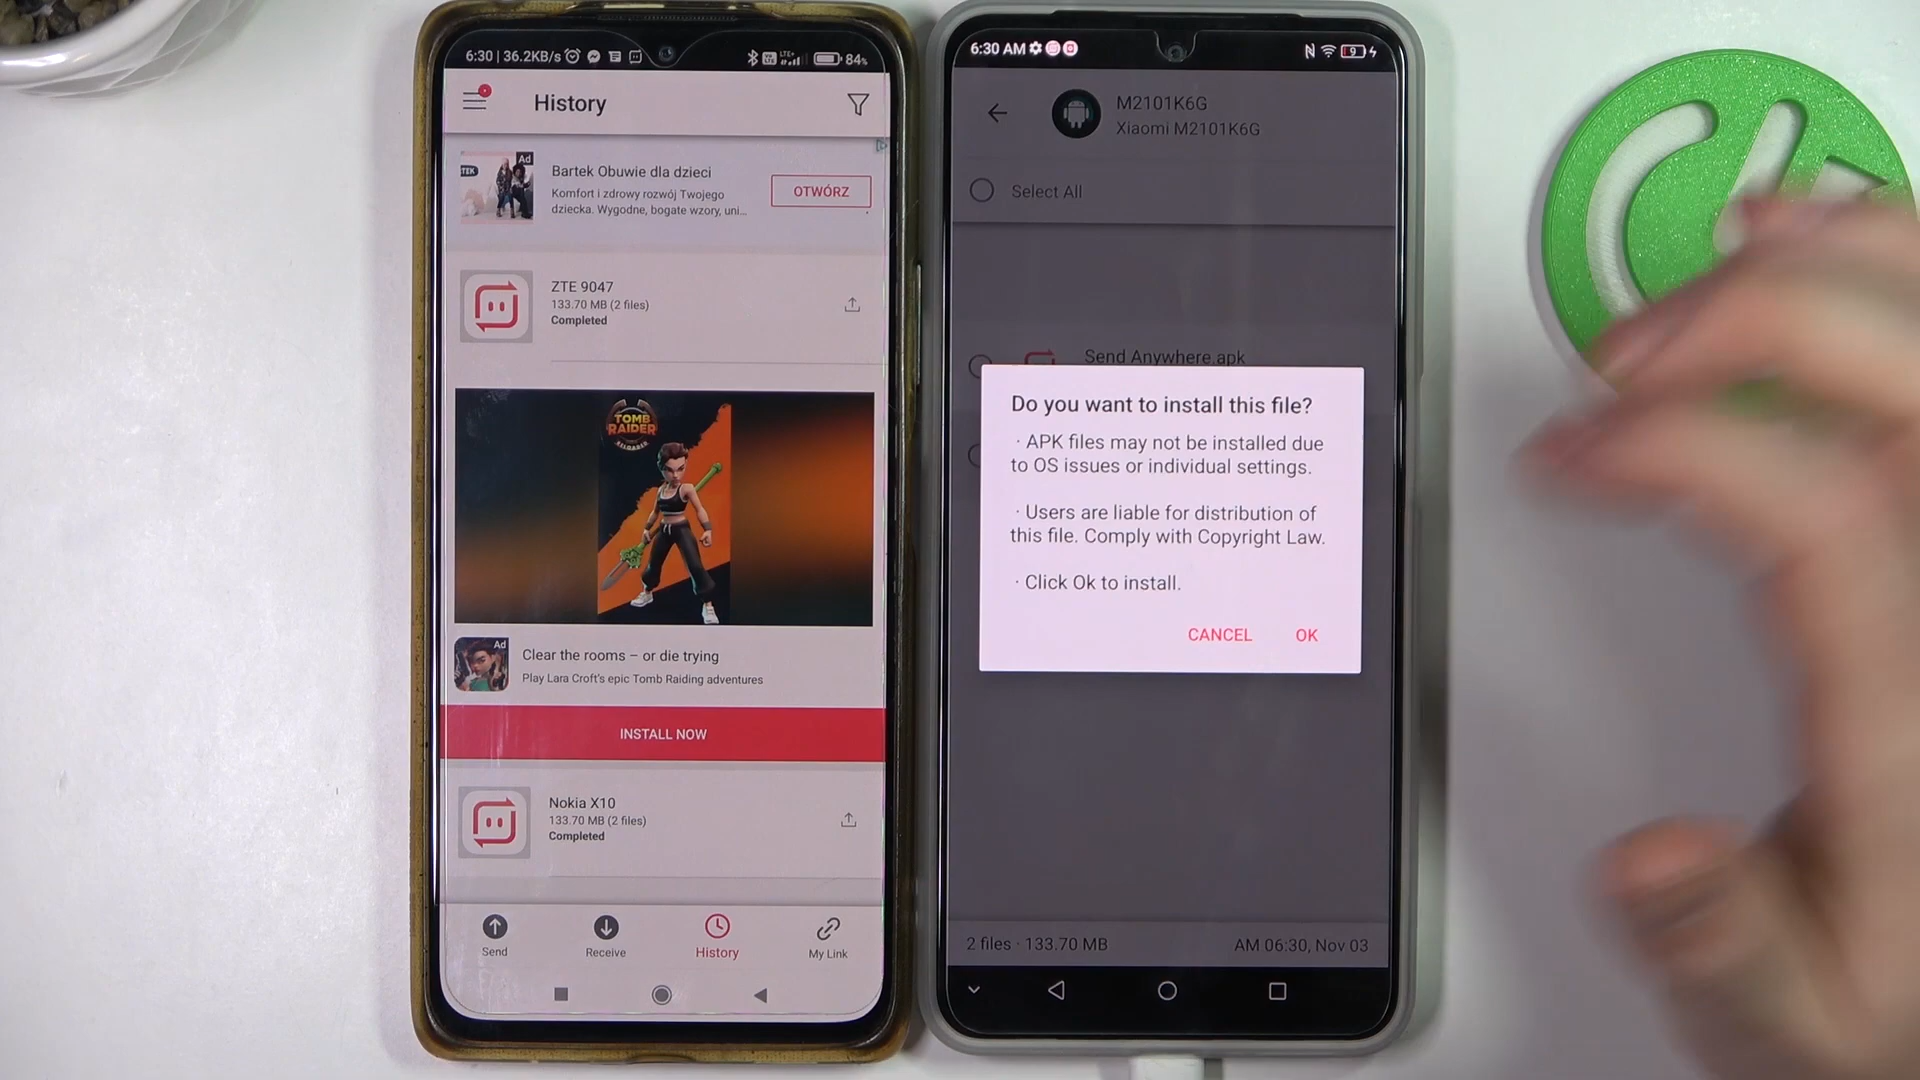 6:30 | 36.2KB/s
LTE+
84%
History
Ad
TEK
Bartek Obuwie dla dzieci
Komfort i zdrowy rozwój Twojego
dziecka. Wygodne, bogate wzory, uni...
OTWÓRZ
ZTE 9047
133.70 MB (2 files)
Completed
TOMB
RAIDER
RELOADED
Ad
Clear the rooms – or die trying
Play Lara Croft's epic Tomb Raiding adventures
INSTALL NOW
Nokia X10
133.70 MB (2 files)
Completed
Send
Receive
History
My Link
6:30 AM
9
M2101K6G
Xiaomi M2101K6G
Select All
Send Anywhere.apk
Do you want to install this file?
· APK files may not be installed due
to OS issues or individual settings.
· Users are liable for distribution of
this file. Comply with Copyright Law.
· Click Ok to install.
CANCEL
OK
2 files · 133.70 MB
AM 06:30, Nov 03